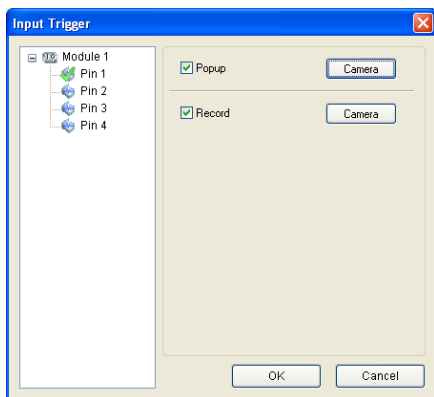 Input Trigger
Module 1
Pin 1
Pin 2
Pin 3
Pin 4
Popup Camera
Record Camera
OK Cancel